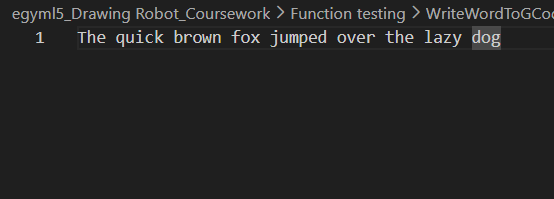 egyml5_Drawing Robot_Coursework > Function testing > WriteWordToGCo
1 The quick brown fox jumped over the lazy dog